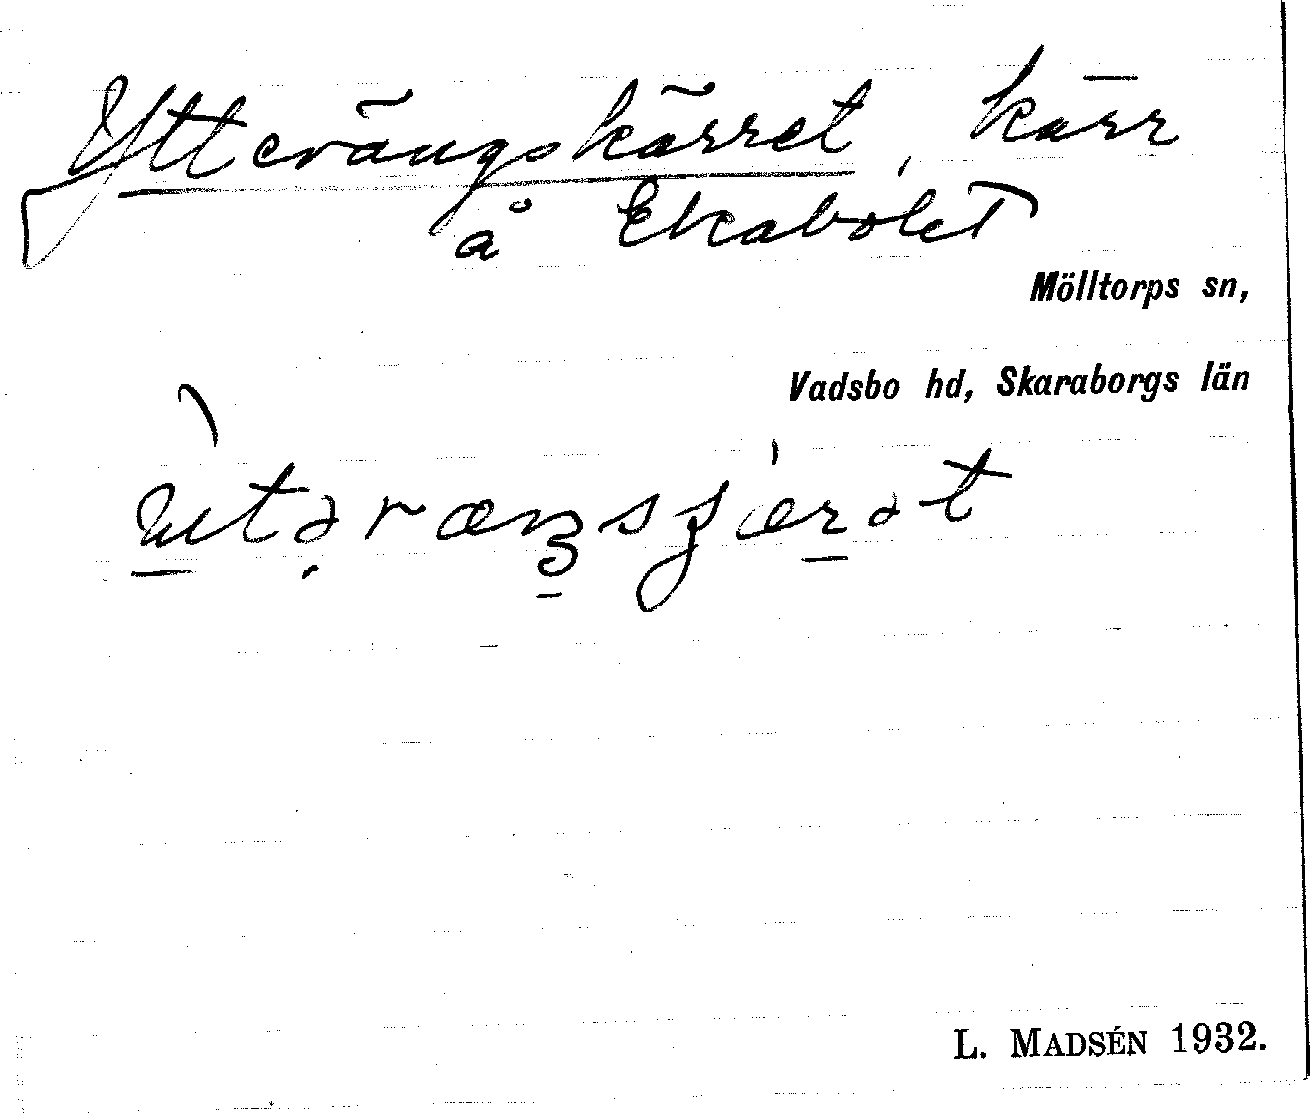 Ytterängskärret, kärr
å Ekabolet
Mölltorps sn,
Vadsbo hd, Skaraborgs län
L. MADSÉN 1932.